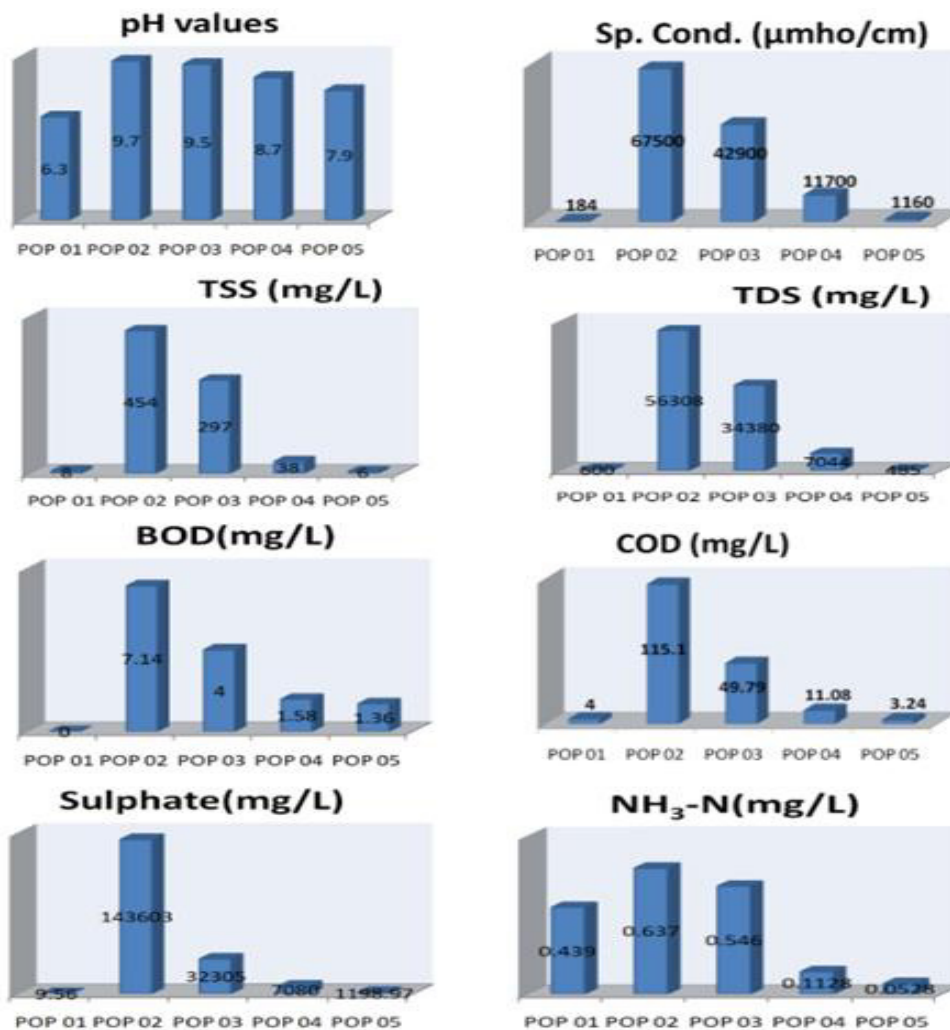 pH values
6.3 9.7 9.5 8.7 7.9
POP 01 POP 02 POP 03 POP 04 POP 05
Sp. Cond. (µmho/cm)
184 67500 42900 11700 1160
POP 01 POP 02 POP 03 POP 04 POP 05
TSS (mg/L)
8 454 297 38 6
POP 01 POP 02 POP 03 POP 04 POP 05
TDS (mg/L)
600 56308 34380 7044 485
POP 01 POP 02 POP 03 POP 04 POP 05
BOD(mg/L)
0 7.14 4 1.58 1.36
POP 01 POP 02 POP 03 POP 04 POP 05
COD (mg/L)
4 115.1 49.79 11.08 3.24
POP 01 POP 02 POP 03 POP 04 POP 05
Sulphate(mg/L)
9.56 143603 32305 7080 1198.97
POP 01 POP 02 POP 03 POP 04 POP 05
NH₃-N(mg/L)
0.439 0.637 0.546 0.1128 0.0528
POP 01 POP 02 POP 03 POP 04 POP 05